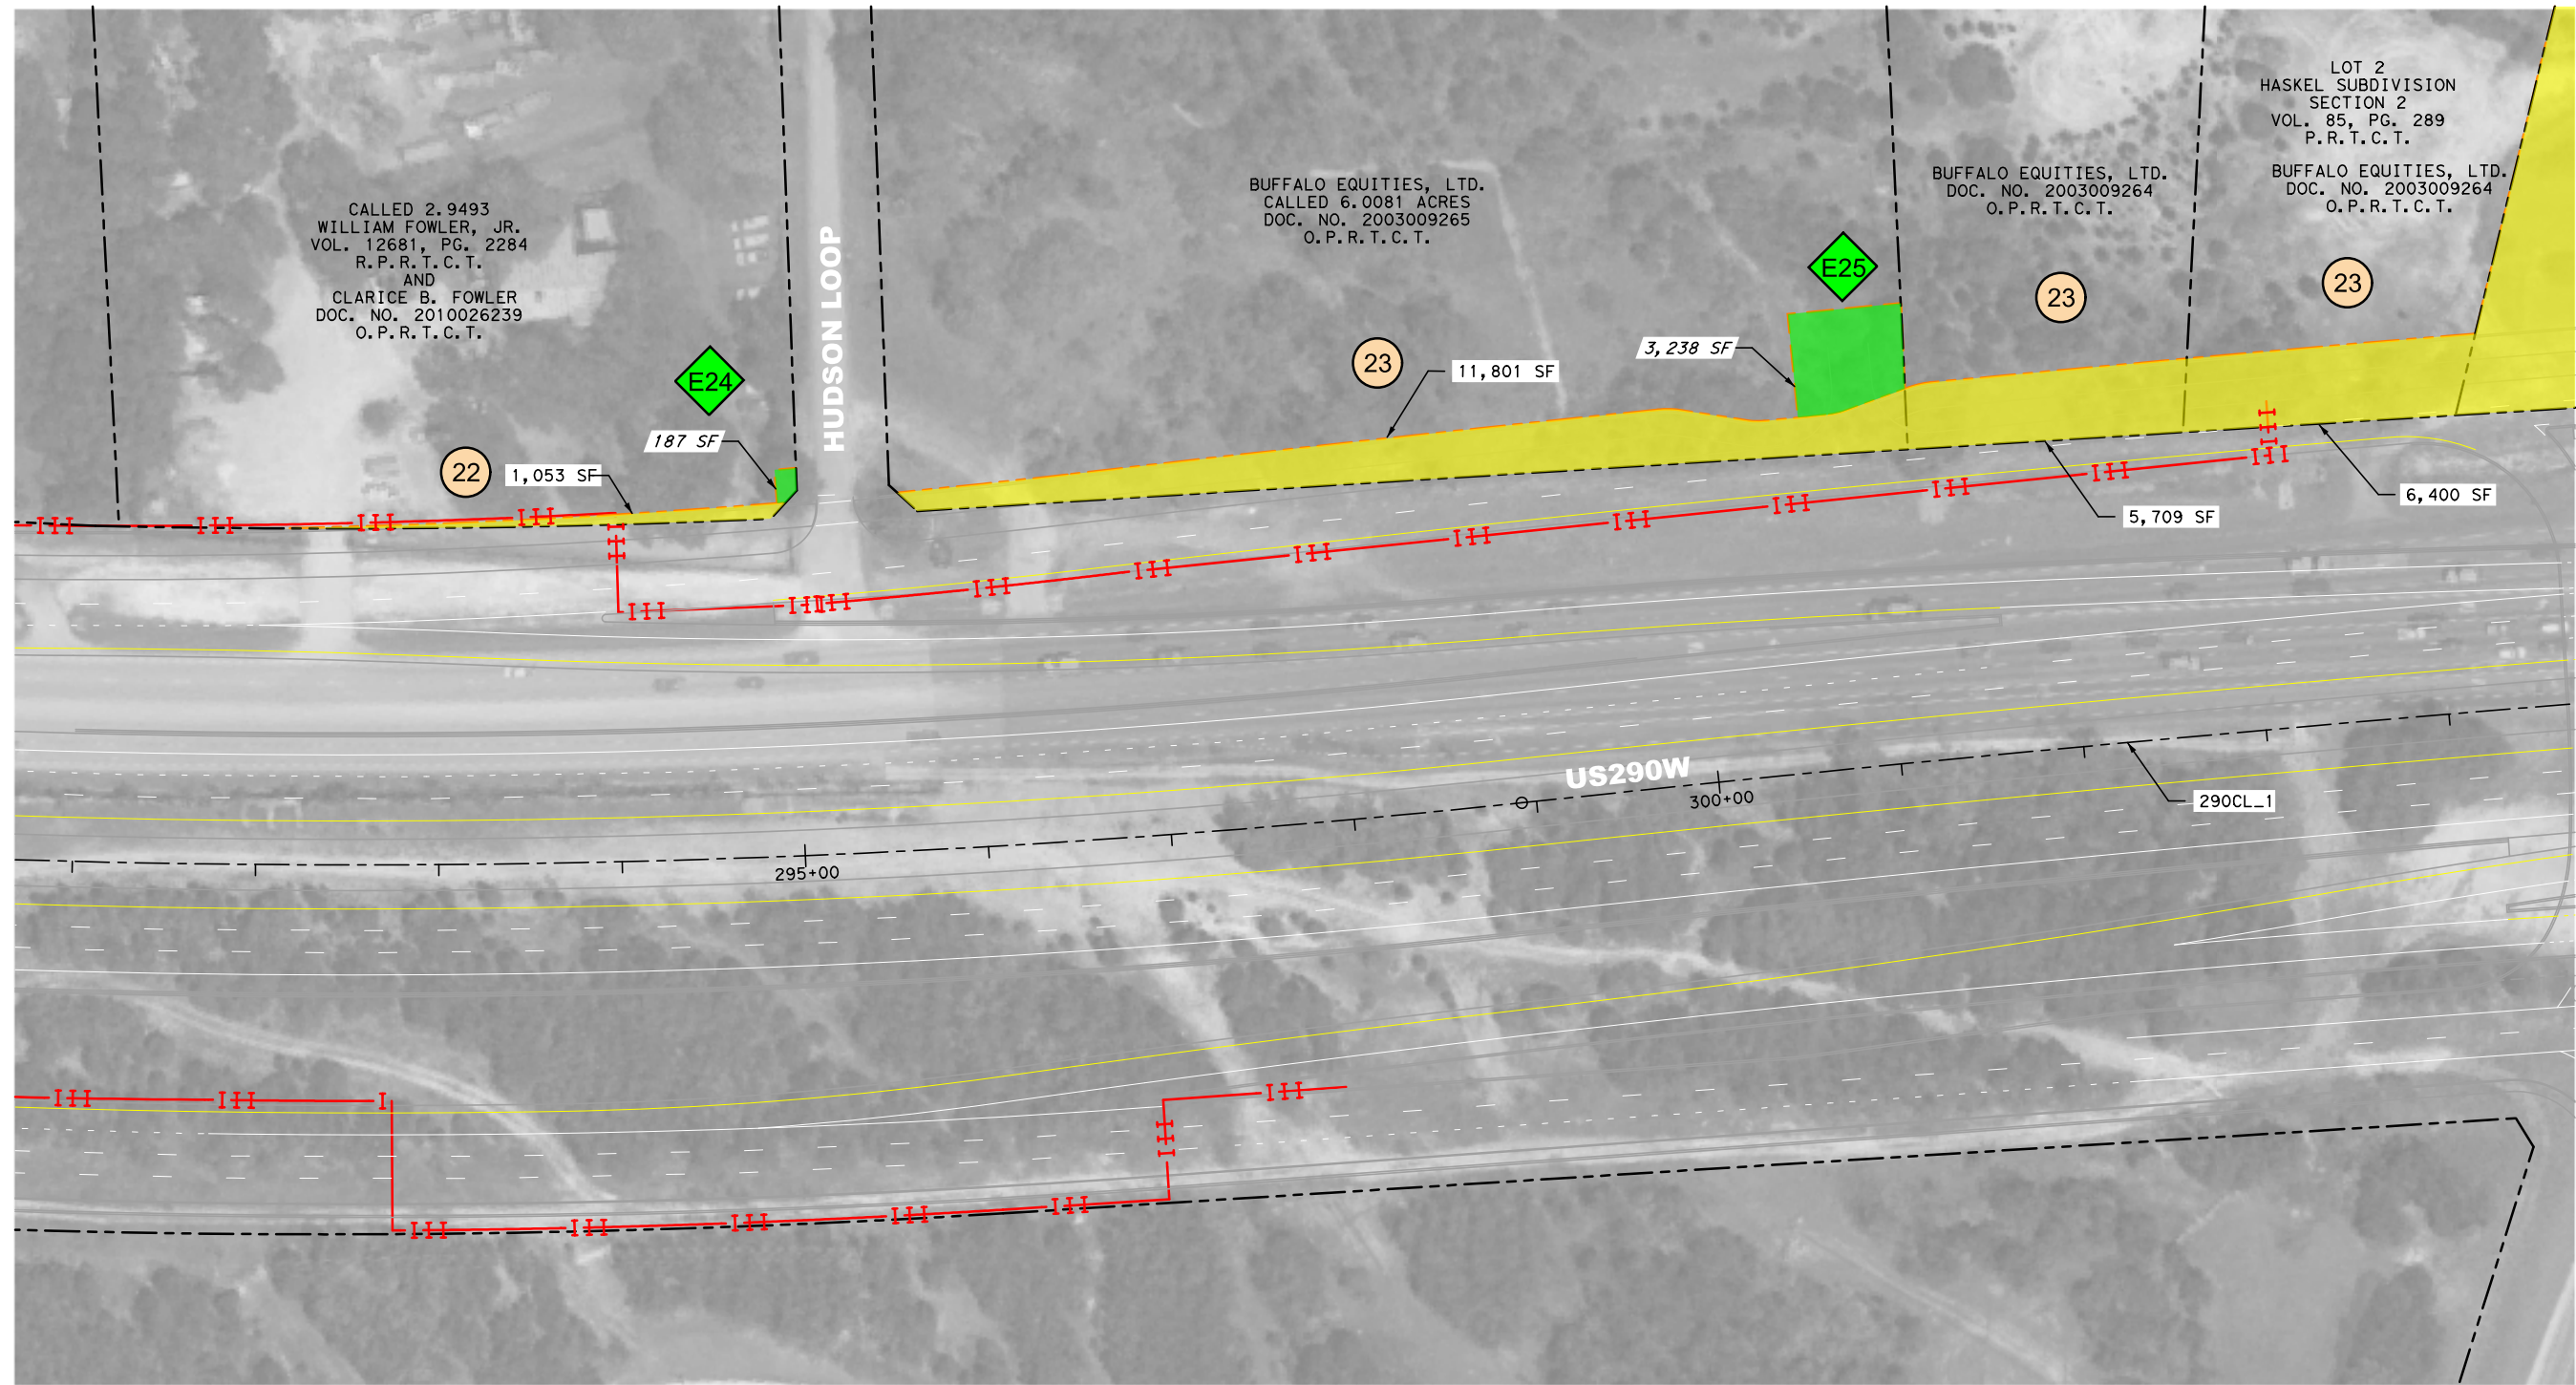 CALLED 2.9493
WILLIAM FOWLER, JR.
VOL. 12681, PG. 2284
R.P.R.T.C.T.
AND
CLARICE B. FOWLER
DOC. NO. 2010026239
O.P.R.T.C.T.
22
1,053 SF
E24
187 SF
HUDSON LOOP
BUFFALO EQUITIES, LTD.
CALLED 6.0081 ACRES
DOC. NO. 2003009265
O.P.R.T.C.T.
23
11,801 SF
E25
3,238 SF
BUFFALO EQUITIES, LTD.
DOC. NO. 2003009264
O.P.R.T.C.T.
23
LOT 2
HASKEL SUBDIVISION
SECTION 2
VOL. 85, PG. 289
P.R.T.C.T.
BUFFALO EQUITIES, LTD.
DOC. NO. 2003009264
O.P.R.T.C.T.
23
6,400 SF
5,709 SF
US290W
300+00
290CL_1
295+00